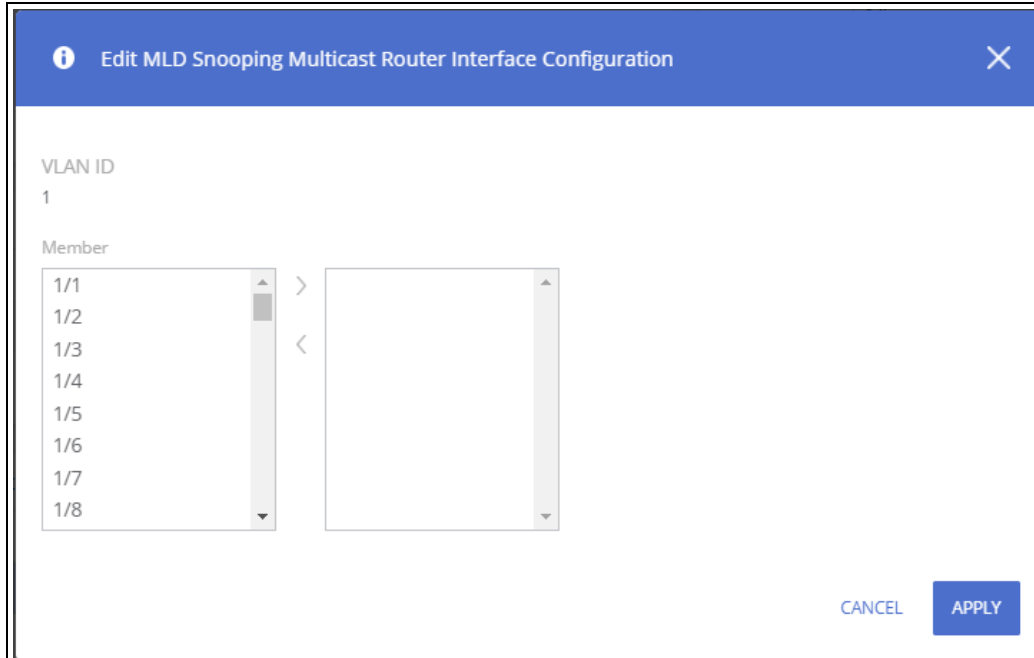 Edit MLD Snooping Multicast Router Interface Configuration
VLAN ID
1
Member
1/1
1/2
1/3
1/4
1/5
1/6
1/7
1/8
CANCEL
APPLY